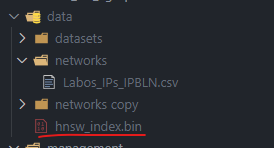 data
datasets
networks
Labos_IPs_IPBLN.csv
networks copy
hnsw_index.bin
management